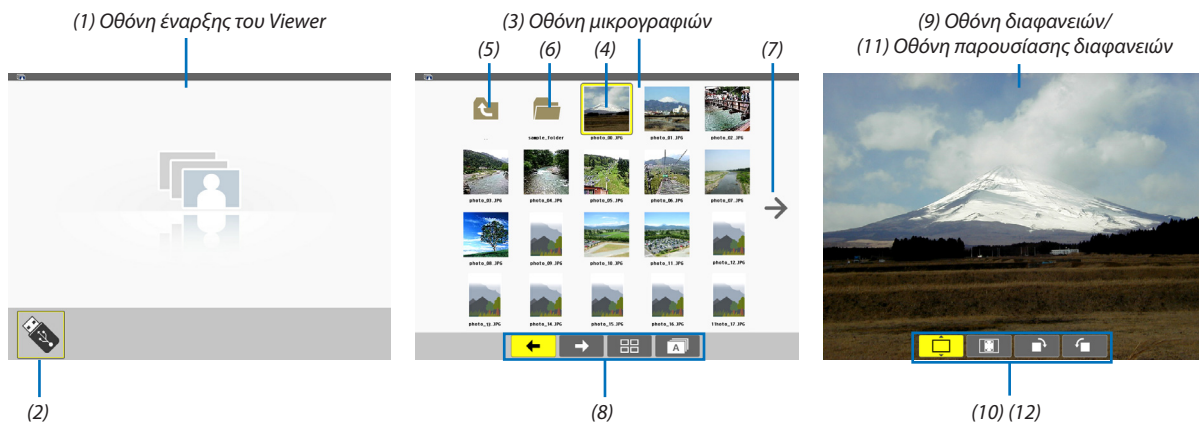 (1) Οθόνη έναρξης του Viewer
(3) Οθόνη μικρογραφιών
(9) Οθόνη διαφανειών/
(11) Οθόνη παρουσίασης διαφανειών
(5) (6) (4) (7)
sample_folder photo_00.JPG photo_01.JPG photo_02.JPG
photo_03.JPG photo_04.JPG photo_05.JPG photo_06.JPG photo_07.JPG
photo_08.JPG photo_09.JPG photo_10.JPG photo_11.JPG photo_12.JPG
photo_13.JPG photo_14.JPG photo_15.JPG photo_16.JPG photo_17.JPG
A
(2)
(8)
(10) (12)